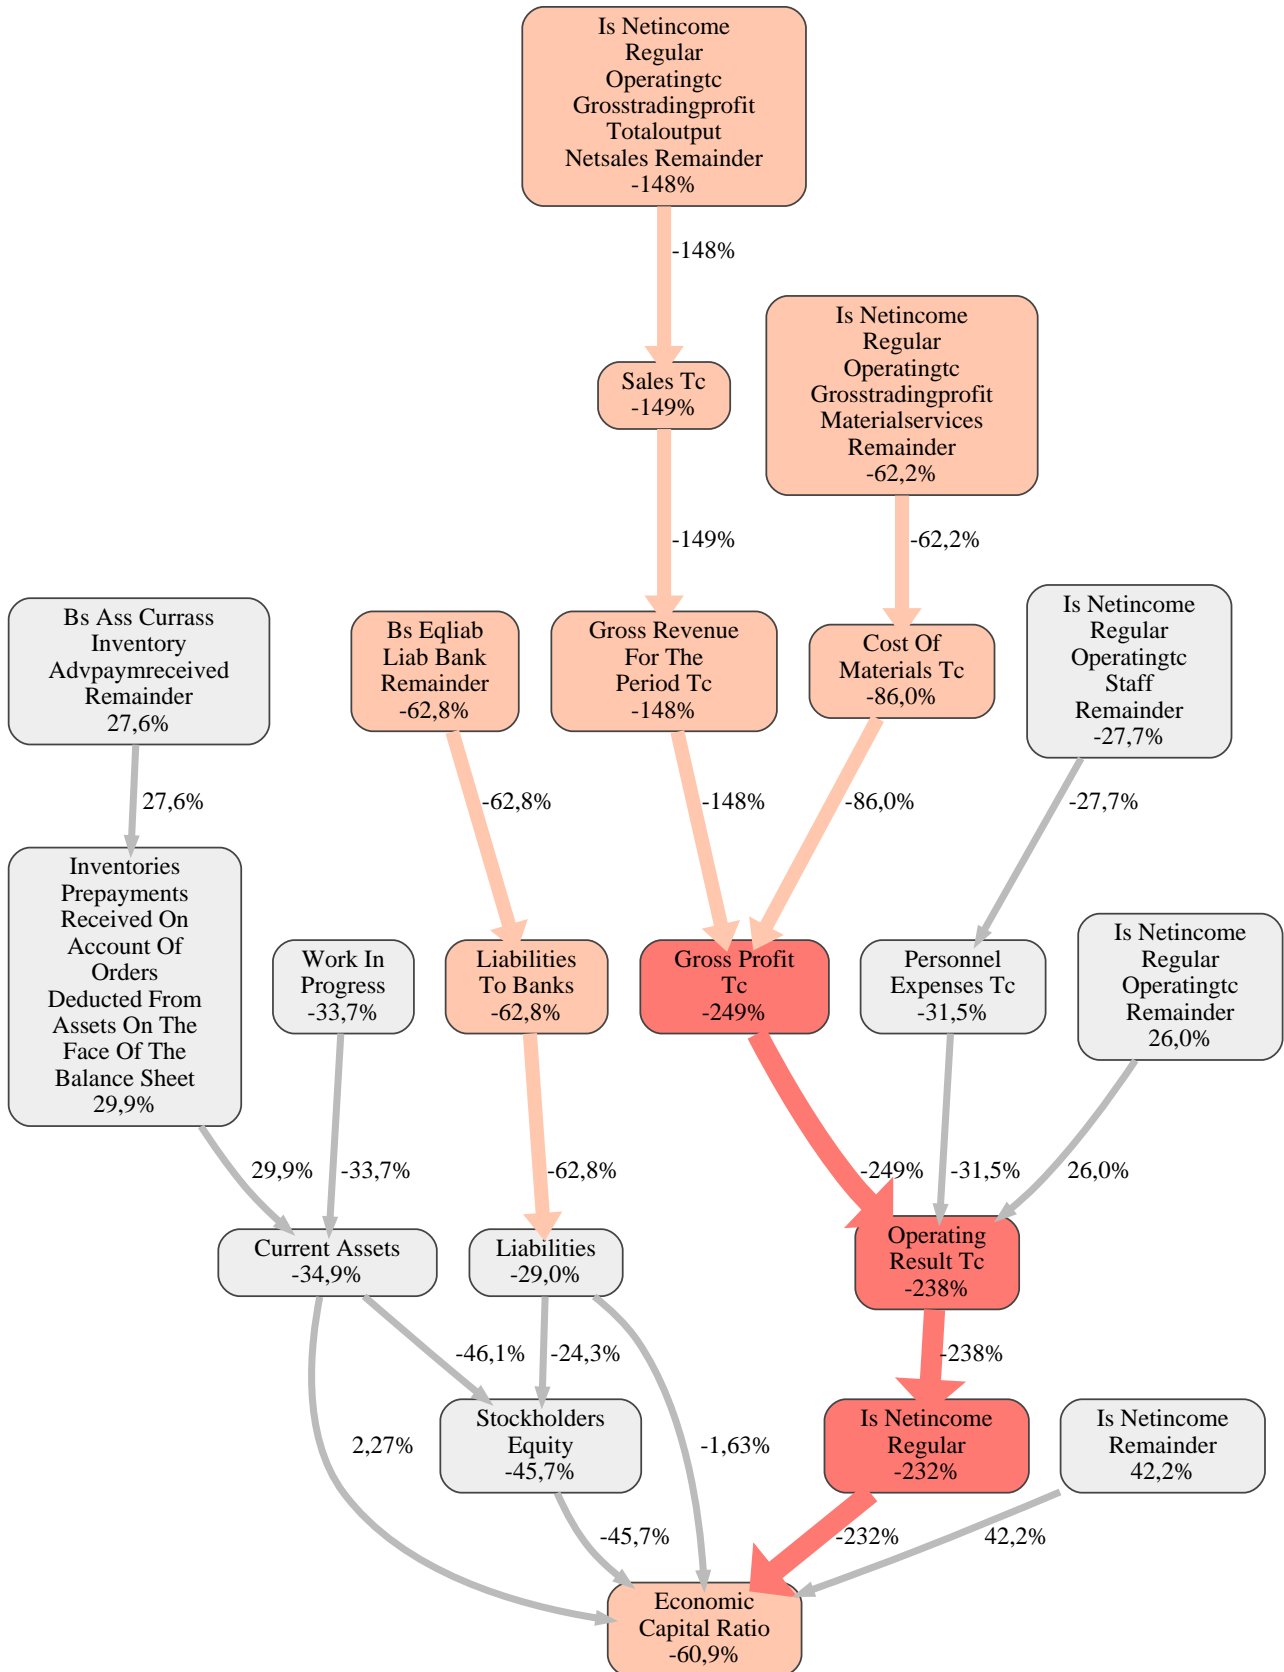 Is Netincome
Regular
Operatingtc
Grosstradingprofit
Totaloutput
Netsales Remainder
-148%
-148%
Is Netincome
Regular
Operatingtc
Grosstradingprofit
Materialservices
Remainder
-62,2%
Sales Tc
-149%
-149%
-62,2%
Bs Ass Currass
Inventory
Advpaymreceived
Remainder
27,6%
Bs Eqliab
Liab Bank
Remainder
-62,8%
Gross Revenue
For The
Period Tc
-148%
Cost Of
Materials Tc
-86,0%
Is Netincome
Regular
Operatingtc
Staff
Remainder
-27,7%
27,6%
-62,8%
-148%
-86,0%
-27,7%
Inventories
Prepayments
Received On
Account Of
Orders
Deducted From
Assets On The
Face Of The
Balance Sheet
29,9%
Work In
Progress
-33,7%
Liabilities
To Banks
-62,8%
Gross Profit
Tc
-249%
Personnel
Expenses Tc
-31,5%
Is Netincome
Regular
Operatingtc
Remainder
26,0%
29,9%
-33,7%
-62,8%
-249%
-31,5%
26,0%
Current Assets
-34,9%
Liabilities
-29,0%
Operating
Result Tc
-238%
-46,1%
-24,3%
-238%
Stockholders
Equity
-45,7%
Is Netincome
Regular
-232%
Is Netincome
Remainder
42,2%
2,27%
-1,63%
-45,7%
-232%
42,2%
Economic
Capital Ratio
-60,9%